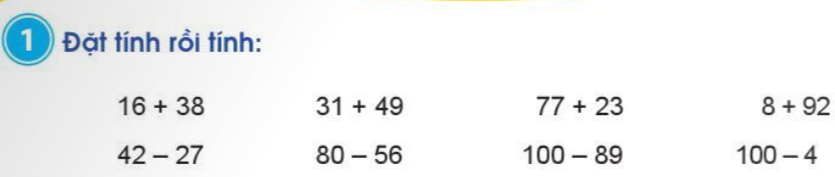 1 Đặt tính rồi tính:
16 + 38 31 + 49 77 + 23 8 + 92
42 – 27 80 – 56 100 – 89 100 – 4